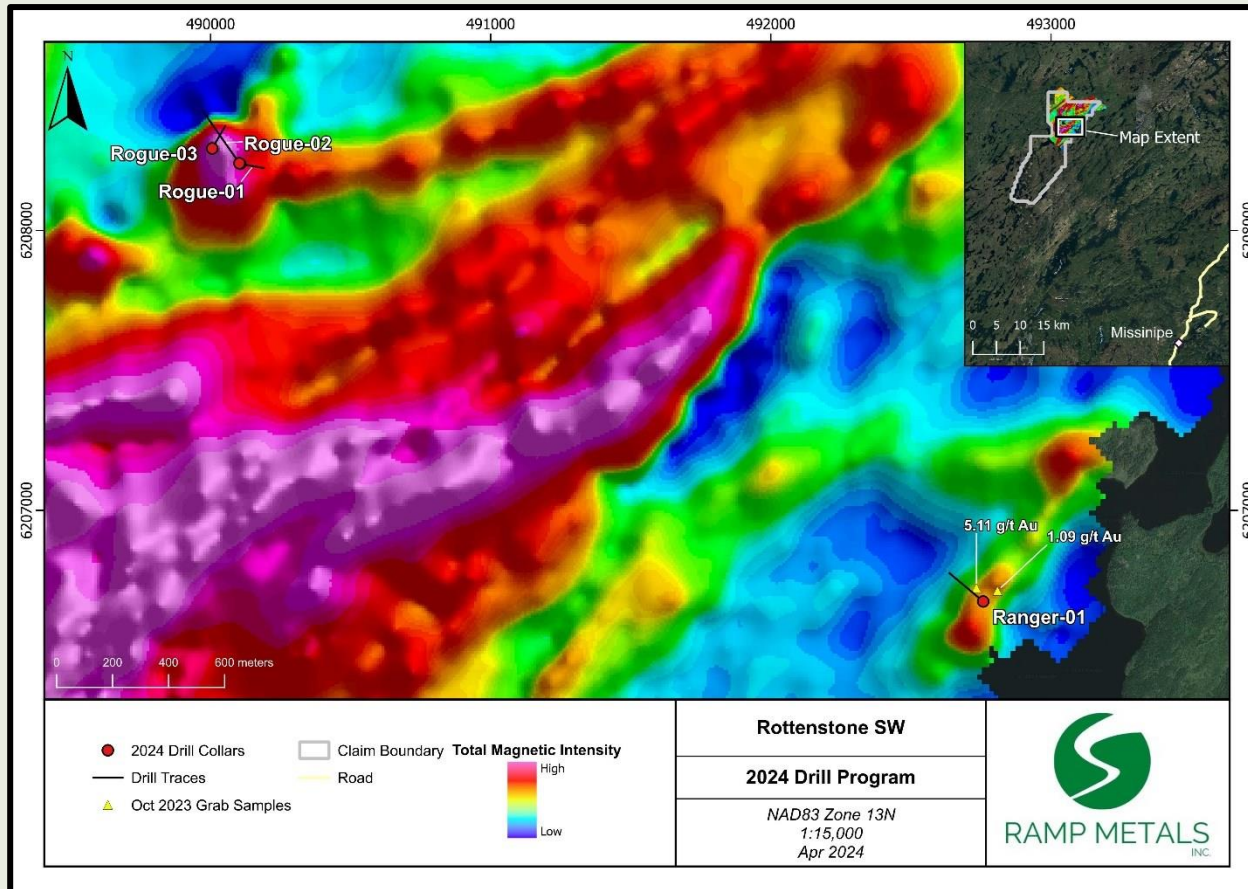 490000
491000
492000
493000
N
Rogue-02
Rogue-03
Rogue-01
Map Extent
6208000
6208000
0 5 10 15 km
Missinipe
6207000
6207000
5.11 g/t Au
1.09 g/t Au
Ranger-01
0 200 400 600 meters
2024 Drill Collars
Drill Traces
Oct 2023 Grab Samples
Claim Boundary
Road
Total Magnetic Intensity
High
Low
Rottenstone SW
2024 Drill Program
NAD83 Zone 13N
1:15,000
Apr 2024
RAMP METALS
INC.